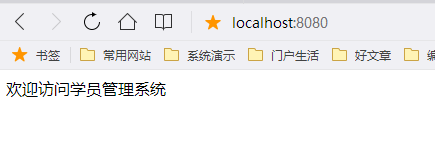 localhost:8080
书签 常用网站 系统演示 门户生活 好文章
欢迎访问学员管理系统